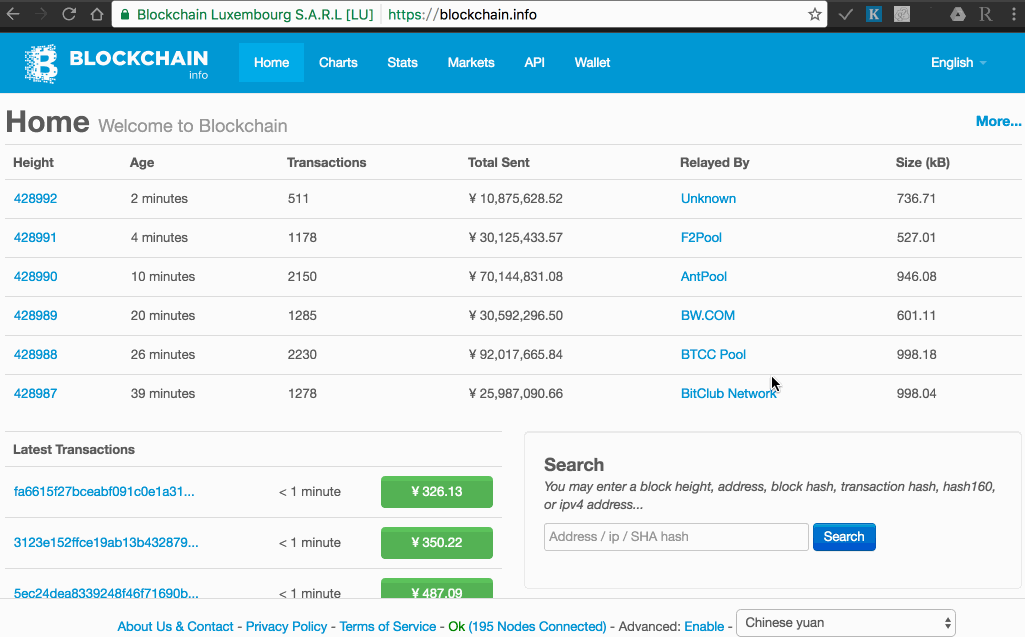 Blockchain Luxembourg S.A.R.L [LU] https://blockchain.info
K R
BLOCKCHAIN info Home Charts Stats Markets API Wallet English
Home Welcome to Blockchain More...
Height Age Transactions Total Sent Relayed By Size (kB)
428992 2 minutes 511 ¥ 10,875,628.52 Unknown 736.71
428991 4 minutes 1178 ¥ 30,125,433.57 F2Pool 527.01
428990 10 minutes 2150 ¥ 70,144,831.08 AntPool 946.08
428989 20 minutes 1285 ¥ 30,592,296.50 BW.COM 601.11
428988 26 minutes 2230 ¥ 92,017,665.84 BTCC Pool 998.18
428987 39 minutes 1278 ¥ 25,987,090.66 BitClub Network 998.04
Latest Transactions
fa6615f27bceabf091c0e1a31... < 1 minute ¥ 326.13
3123e152ffce19ab13b432879... < 1 minute ¥ 350.22
5ec24dea8339248f46f71690b... < 1 minute ¥ 487.09
Search
You may enter a block height, address, block hash, transaction hash, hash160,
or ipv4 address...
Address / ip / SHA hash Search
About Us & Contact - Privacy Policy - Terms of Service - Ok (195 Nodes Connected) - Advanced: Enable - Chinese yuan